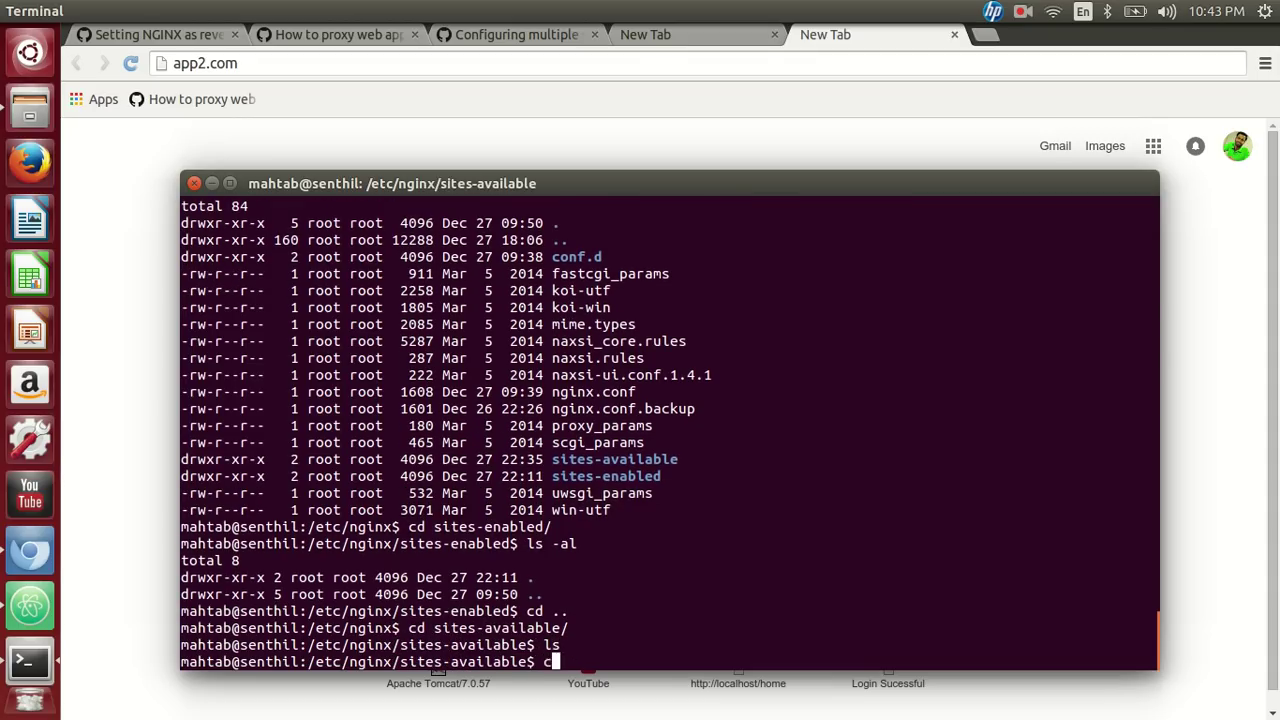 Terminal
hp
En
10:43 PM
Setting NGINX as reve
How to proxy web app
Configuring multiple
New Tab
New Tab
app2.com
Apps
How to proxy web
Gmail
Images
mahtab@senthil: /etc/nginx/sites-available
total 84
drwxr-xr-x   5 root root  4096 Dec 27 09:50 .
drwxr-xr-x 160 root root 12288 Dec 27 18:06 ..
drwxr-xr-x   2 root root  4096 Dec 27 09:38 conf.d
-rw-r--r--   1 root root   911 Mar  5  2014 fastcgi_params
-rw-r--r--   1 root root  2258 Mar  5  2014 koi-utf
-rw-r--r--   1 root root  1805 Mar  5  2014 koi-win
-rw-r--r--   1 root root  2085 Mar  5  2014 mime.types
-rw-r--r--   1 root root  5287 Mar  5  2014 naxsi_core.rules
-rw-r--r--   1 root root   287 Mar  5  2014 naxsi.rules
-rw-r--r--   1 root root   222 Mar  5  2014 naxsi-ui.conf.1.4.1
-rw-r--r--   1 root root  1608 Dec 27 09:39 nginx.conf
-rw-r--r--   1 root root  1601 Dec 26 22:26 nginx.conf.backup
-rw-r--r--   1 root root   180 Mar  5  2014 proxy_params
-rw-r--r--   1 root root   465 Mar  5  2014 scgi_params
drwxr-xr-x   2 root root  4096 Dec 27 22:35 sites-available
drwxr-xr-x   2 root root  4096 Dec 27 22:11 sites-enabled
-rw-r--r--   1 root root   532 Mar  5  2014 uwsgi_params
-rw-r--r--   1 root root  3071 Mar  5  2014 win-utf
mahtab@senthil:/etc/nginx$ cd sites-enabled/
mahtab@senthil:/etc/nginx/sites-enabled$ ls -al
total 8
drwxr-xr-x 2 root root 4096 Dec 27 22:11 .
drwxr-xr-x 5 root root 4096 Dec 27 09:50 ..
mahtab@senthil:/etc/nginx/sites-enabled$ cd ..
mahtab@senthil:/etc/nginx$ cd sites-available/
mahtab@senthil:/etc/nginx/sites-available$ ls
mahtab@senthil:/etc/nginx/sites-available$ c
Apache Tomcat/7.0.57
YouTube
http://localhost/home
Login Sucessful
You
Tube